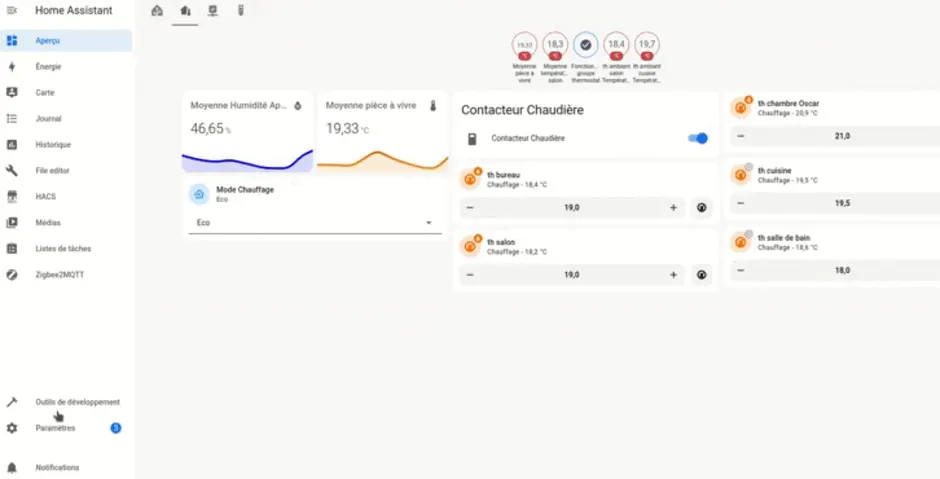 Home Assistant
Aperçu
Énergie
Carte
Journal
Historique
File editor
HACS
Médias
Listes de tâches
Zigbee2MQTT
Outils de développement
Paramètres
3
Notifications
19,33
°C
Moyenne
pièce à
vivre
18,3
°C
Moyenne
températ...
salon
Fonction...
groupe
thermostat
18,4
°C
th ambiant
salon
Températ...
19,7
°C
th ambiant
cuisine
Températ...
Moyenne Humidité Ap...
46,65 %
Moyenne pièce à vivre
19,33 °C
Mode Chauffage
Eco
Eco
Contacteur Chaudière
Contacteur Chaudière
th bureau
Chauffage - 18,4 °C
− 19,0 +
th salon
Chauffage - 18,2 °C
− 19,0 +
th chambre Oscar
Chauffage - 20,9 °C
− 21,0
th cuisine
Chauffage - 19,5 °C
− 19,5
th salle de bain
Chauffage - 18,6 °C
− 18,0